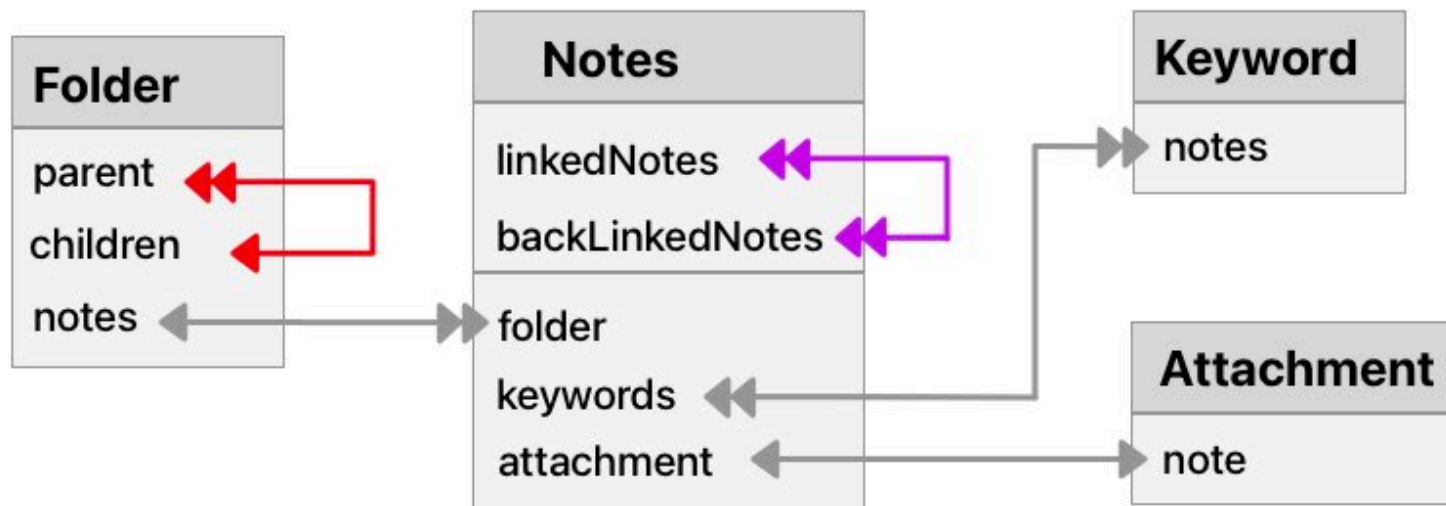 Folder
parent
children
notes
Notes
linkedNotes
backLinkedNotes
folder
keywords
attachment
Keyword
notes
Attachment
note